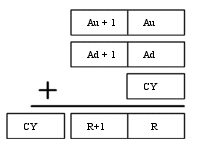 Au + 1 Au
Ad + 1 Ad
+ CY
CY R+1 R